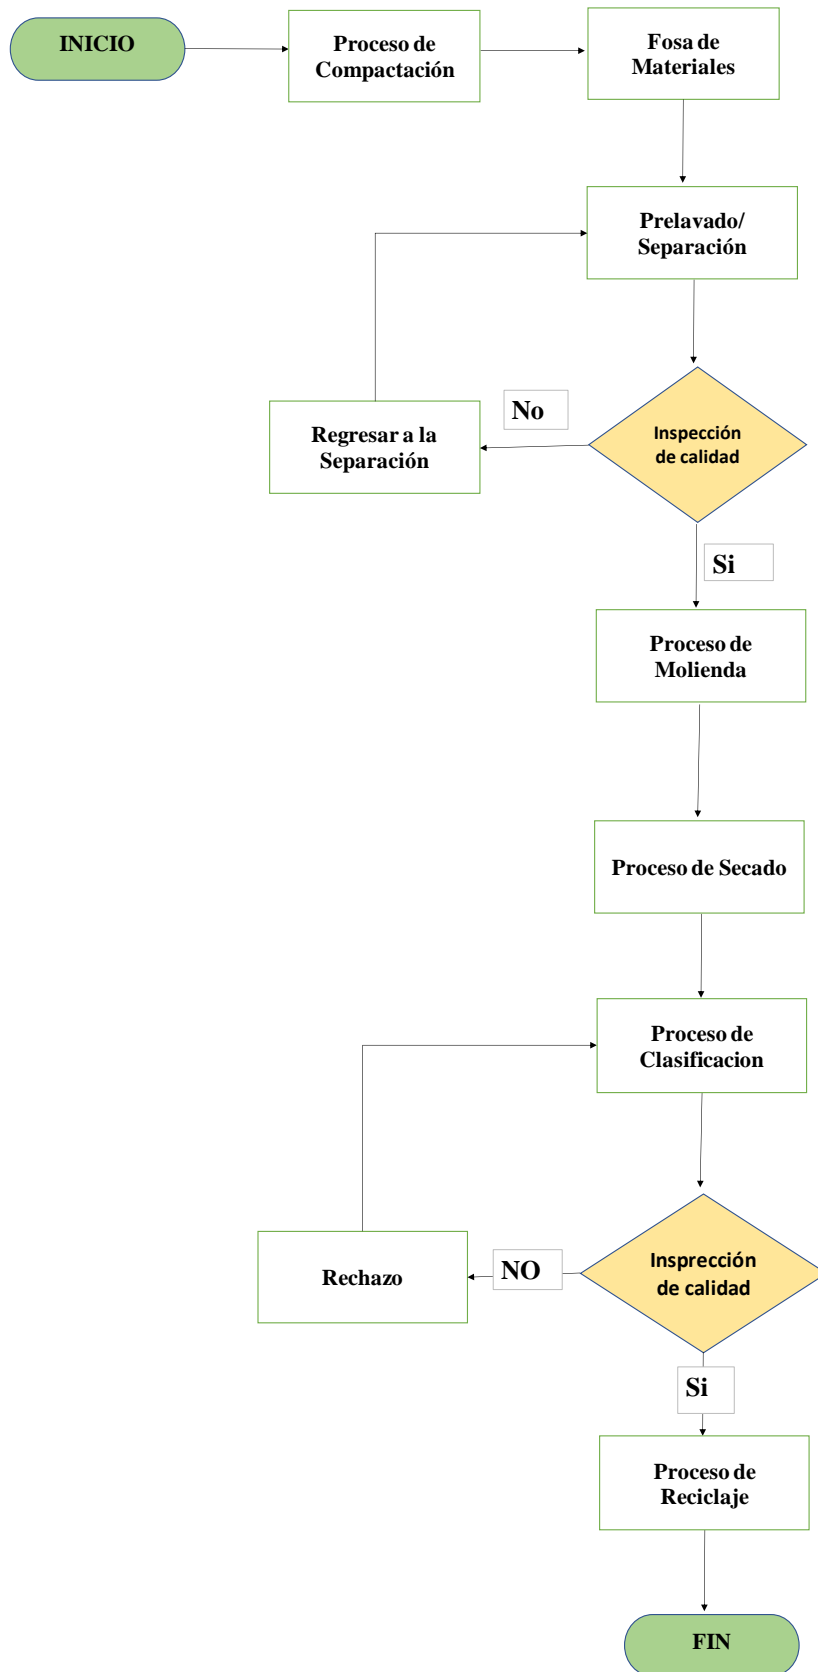 INICIO
Proceso de
Compactación
Fosa de
Materiales
Prelavado/
Separación
No
Regresar a la
Separación
Inspección
de calidad
Si
Proceso de
Molienda
Proceso de Secado
Proceso de
Clasificacion
Rechazo
NO
Insprección
de calidad
Si
Proceso de
Reciclaje
FIN